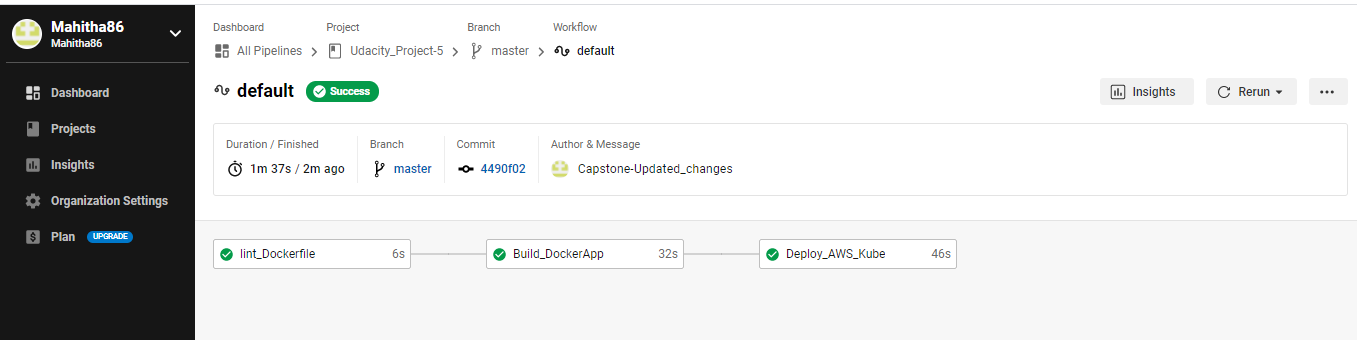 Mahitha86
Mahitha86
Dashboard
Projects
Insights
Organization Settings
Plan UPGRADE
Dashboard Project Branch Workflow
All Pipelines Udacity_Project-5 master default
default Success Insights Rerun
Duration / Finished Branch Commit Author & Message
1m 37s / 2m ago master 4490f02 Capstone-Updated_changes
lint_Dockerfile 6s Build_DockerApp 32s Deploy_AWS_Kube 46s